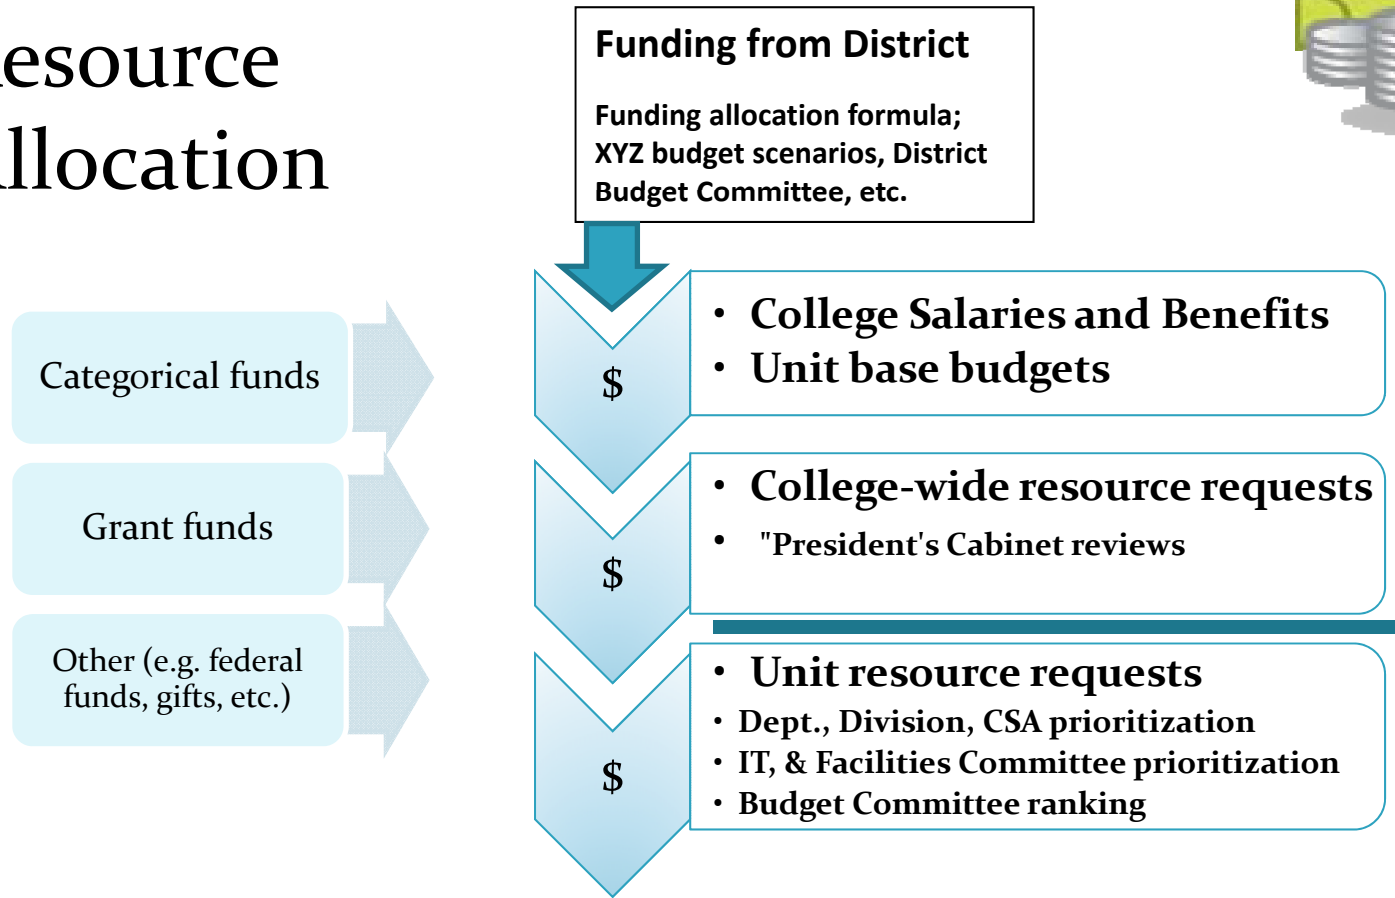 esource
llocation
Funding from District
Funding allocation formula;
XYZ budget scenarios, District
Budget Committee, etc.
Categorical funds
Grant funds
Other (e.g. federal
funds, gifts, etc.)
$
• College Salaries and Benefits
• Unit base budgets
$
• College-wide resource requests
• "President's Cabinet reviews
$
• Unit resource requests
• Dept., Division, CSA prioritization
• IT, & Facilities Committee prioritization
• Budget Committee ranking